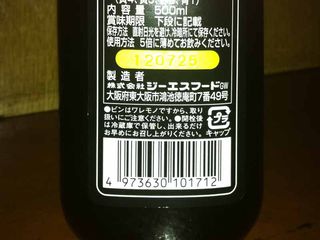 内容量 500ml
賞味期限 下段に記載
保存方法 直射日光を避け、冷暗所にて保存ください。
使用方法 5倍に薄めてお飲みください。
120725
製造者
株式会社 ジーエスフード GW
大阪府東大阪市鴻池徳庵町7番49号
●ビンはワレモノですから、取り
扱いにご注意ください。●開栓後
は冷蔵庫で保管し、出来るだけ
お早めにお召し上がりください。
プラ
キャップ
4 973630 101712